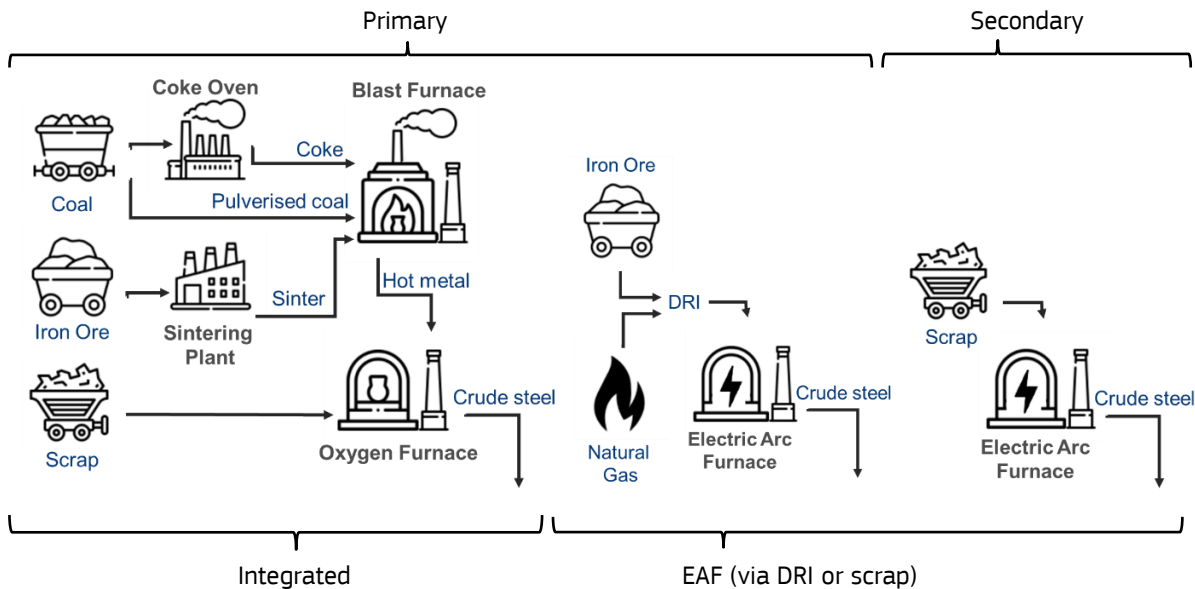 Primary
Secondary
Coke Oven
Blast Furnace
Coke
Coal
Pulverised coal
Iron Ore
Sintering
Plant
Sinter
Hot metal
Scrap
Oxygen Furnace
Crude steel
Iron Ore
DRI
Natural
Gas
Electric Arc
Furnace
Crude steel
Scrap
Electric Arc
Furnace
Crude steel
Integrated
EAF (via DRI or scrap)